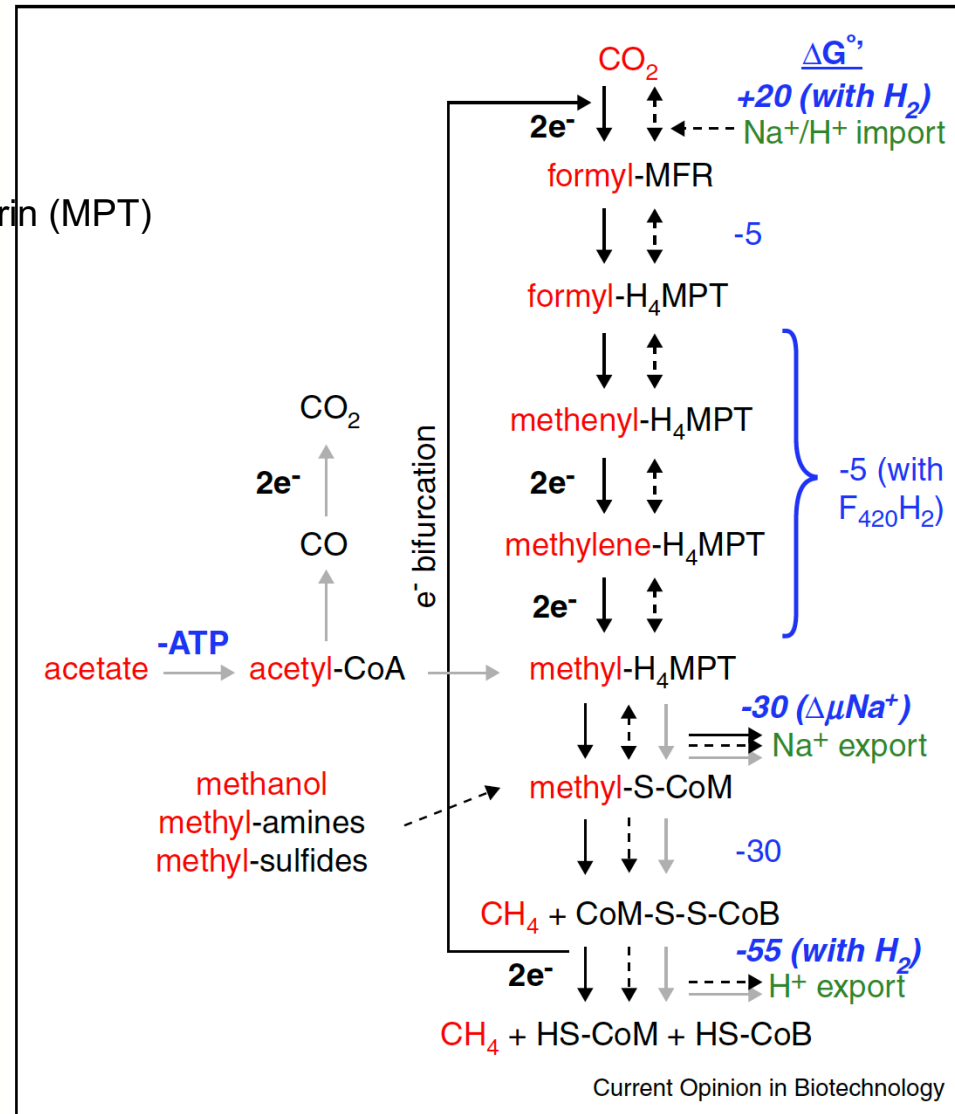 ΔG°’
CO₂
+20 (with H₂)
2e⁻
Na⁺/H⁺ import
formyl-MFR
rin (MPT)
-5
formyl-H₄MPT
CO₂
methenyl-H₄MPT
2e⁻
2e⁻
-5 (with
F₄₂₀H₂)
CO
methylene-H₄MPT
e⁻ bifurcation
2e⁻
-ATP
acetate
acetyl-CoA
methyl-H₄MPT
-30 (ΔμNa⁺)
Na⁺ export
methanol
methyl-amines
methyl-sulfides
methyl-S-CoM
-30
CH₄ + CoM-S-S-CoB
-55 (with H₂)
2e⁻
H⁺ export
CH₄ + HS-CoM + HS-CoB
Current Opinion in Biotechnology